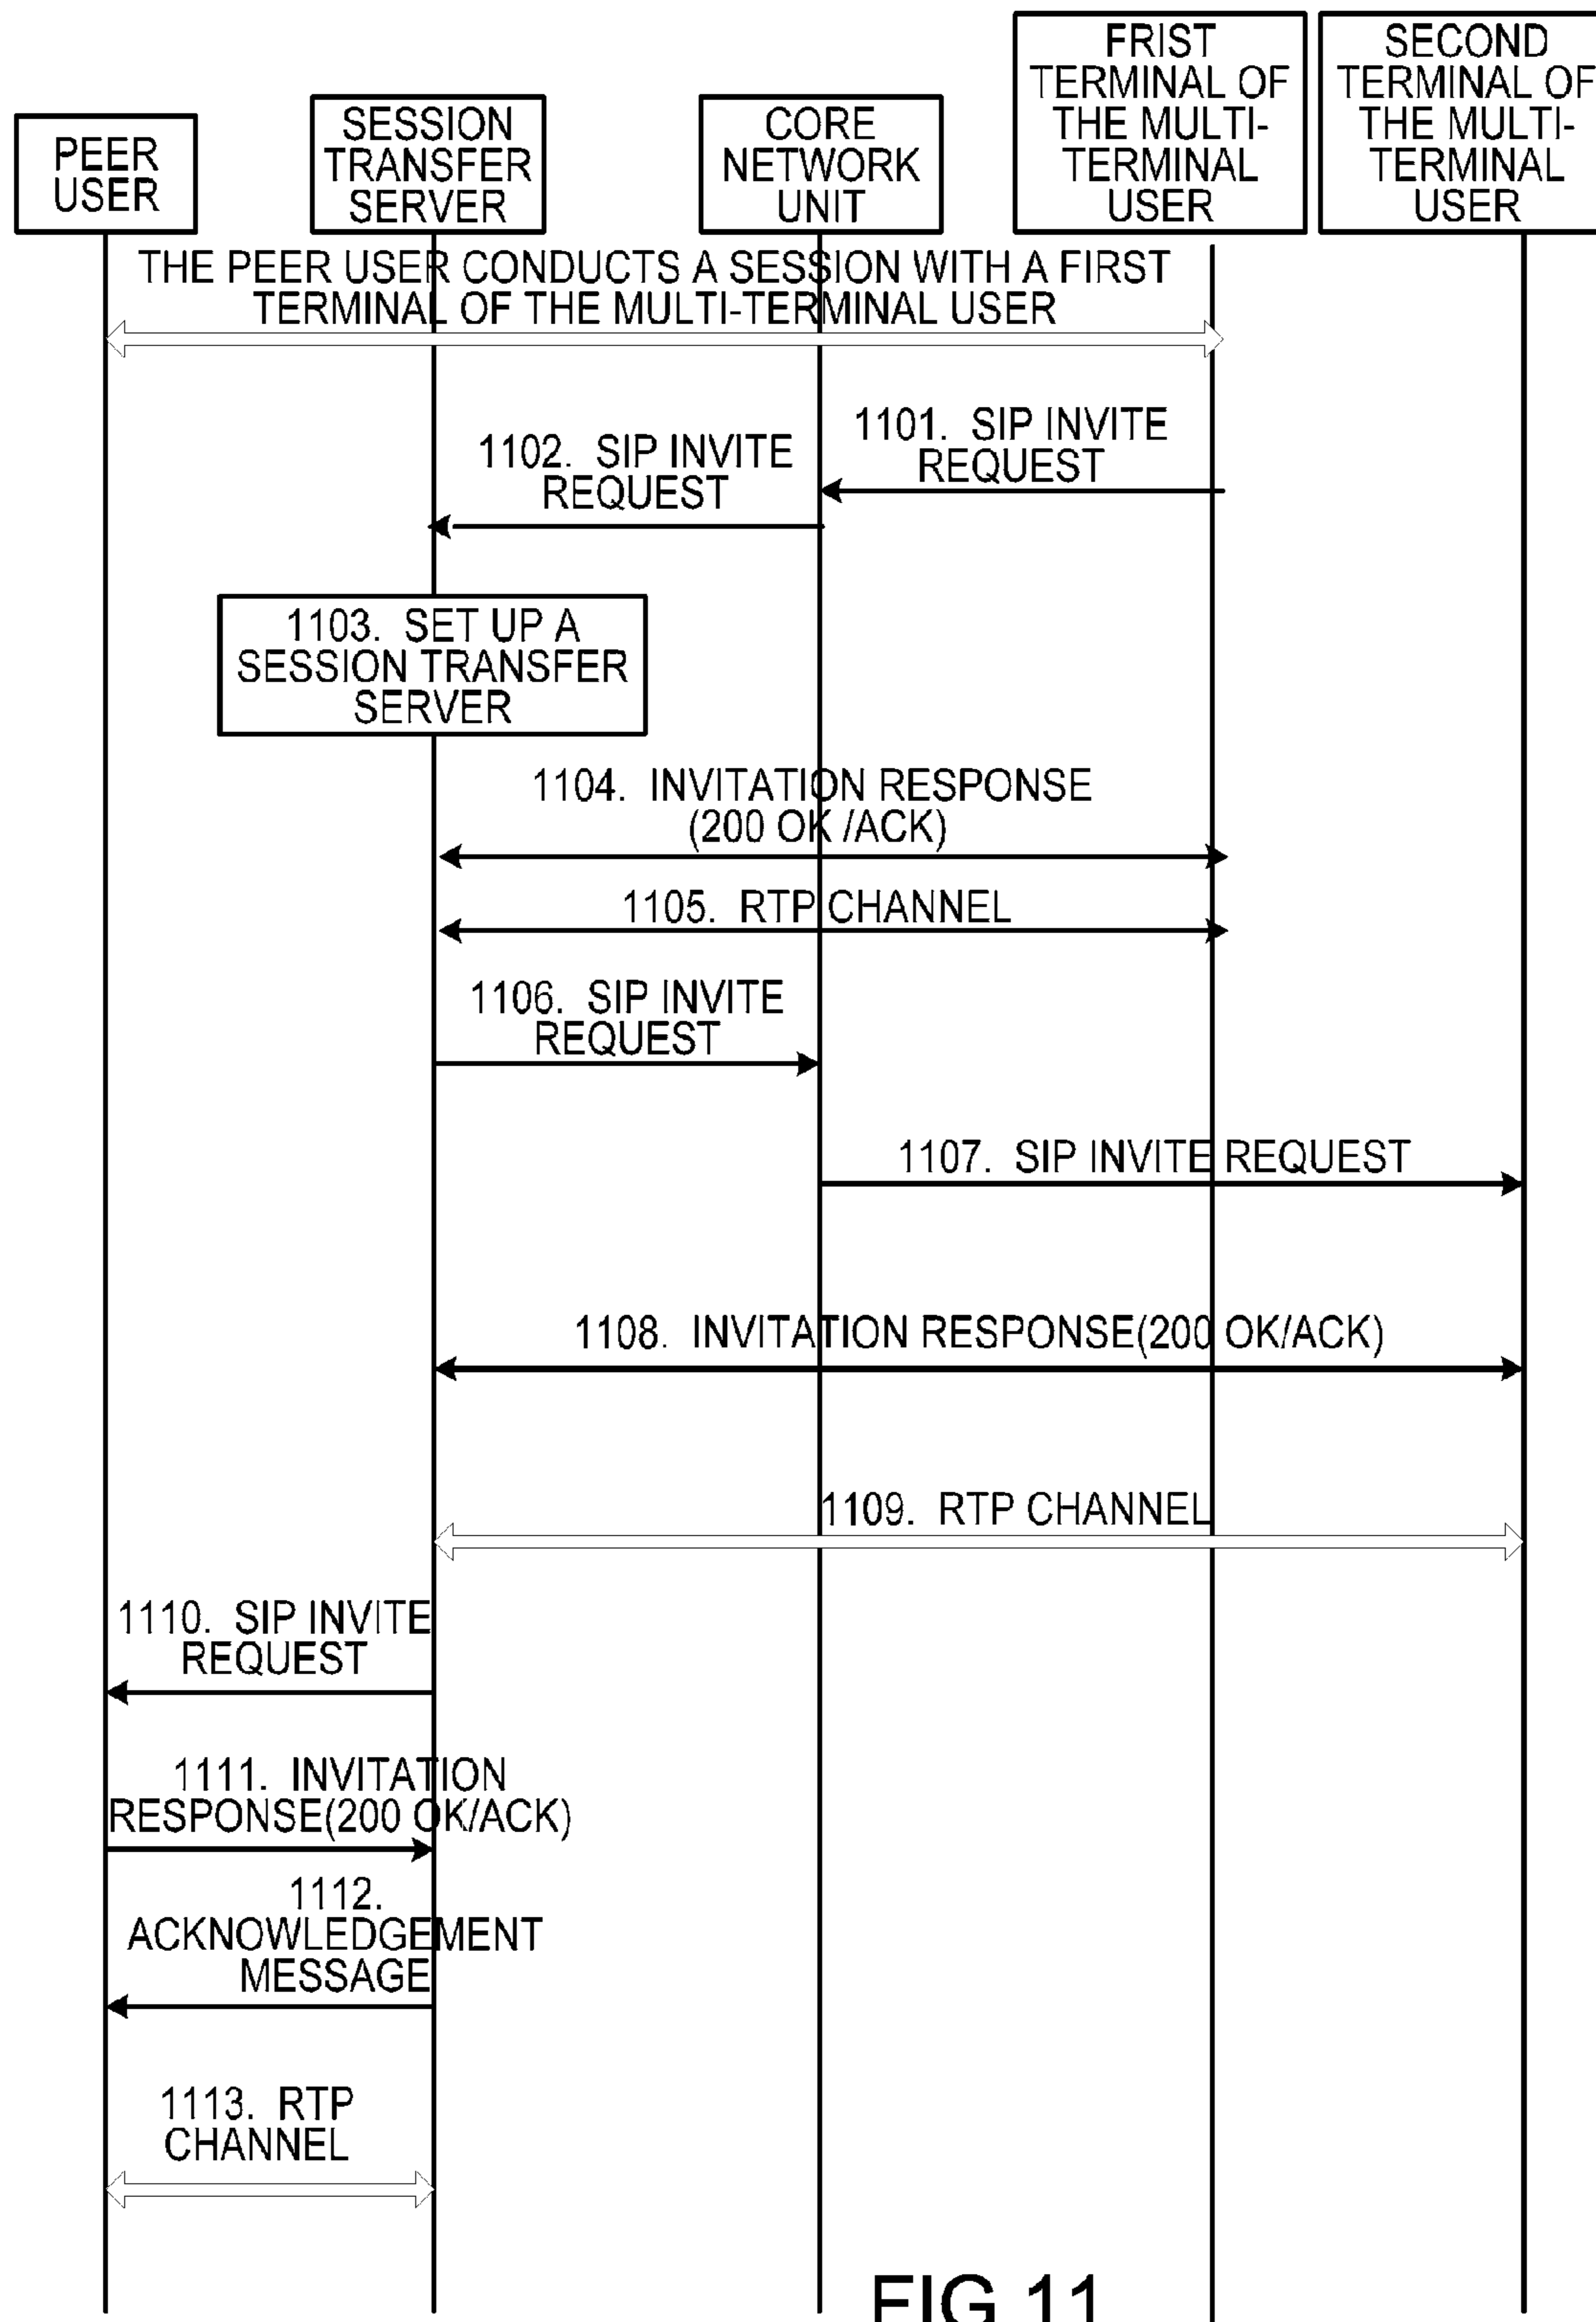 PEER
USER
SESSION
TRANSFER
SERVER
CORE
NETWORK
UNIT
FRIST
TERMINAL OF
THE MULTI-
TERMINAL
USER
SECOND
TERMINAL OF
THE MULTI-
TERMINAL
USER
THE PEER USER CONDUCTS A SESSION WITH A FIRST
TERMINAL OF THE MULTI-TERMINAL USER
1101. SIP INVITE
REQUEST
1102. SIP INVITE
REQUEST
1103. SET UP A
SESSION TRANSFER
SERVER
1104. INVITATION RESPONSE
(200 OK /ACK)
1105. RTP CHANNEL
1106. SIP INVITE
REQUEST
1107. SIP INVITE REQUEST
1108. INVITATION RESPONSE(200 OK/ACK)
1109. RTP CHANNEL
1110. SIP INVITE
REQUEST
1111. INVITATION
RESPONSE(200 OK/ACK)
1112.
ACKNOWLEDGEMENT
MESSAGE
1113. RTP
CHANNEL
FIG.11